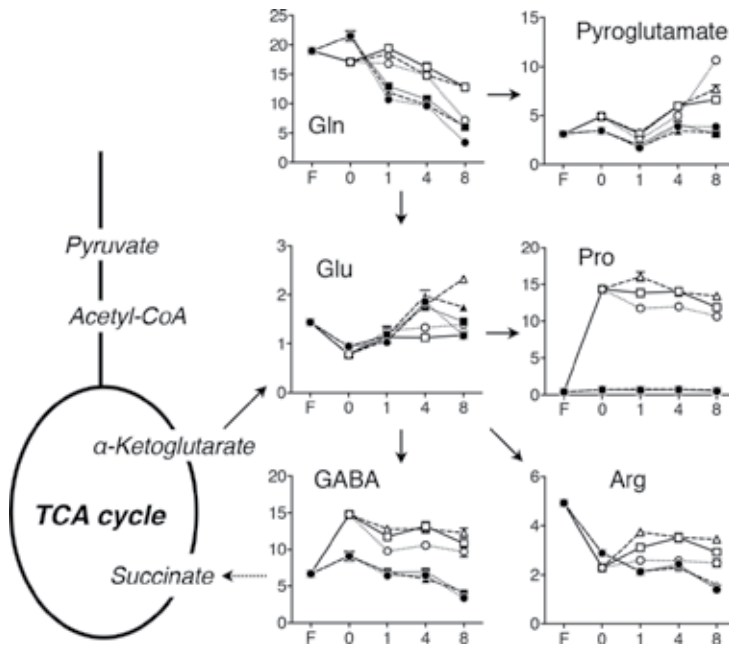 25
20
15
10
5
0
Gln
F 0 1 4 8
Pyroglutamate
15
10
5
0
F 0 1 4 8
Pyruvate
Acetyl-CoA
α-Ketoglutarate
TCA cycle
Succinate
3
2
1
0
Glu
F 0 1 4 8
20
15
10
5
0
Pro
F 0 1 4 8
GABA
20
15
10
5
0
F 0 1 4 8
Arg
6
4
2
0
F 0 1 4 8